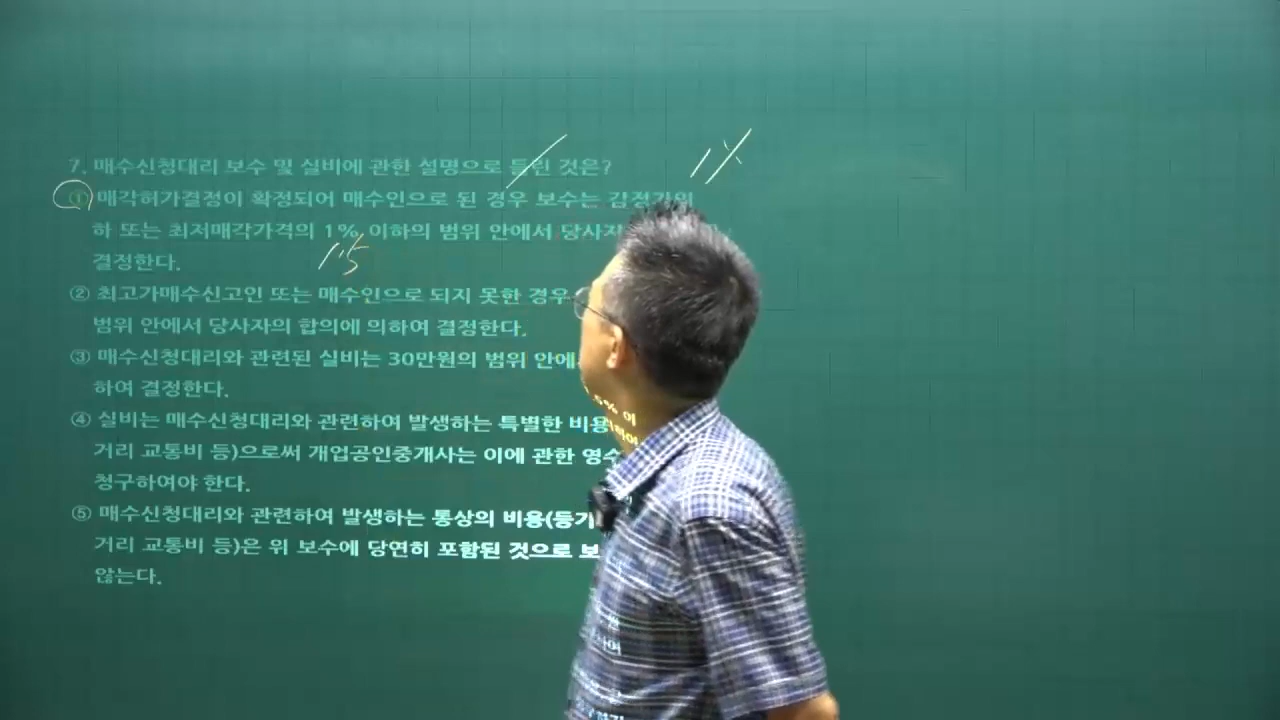 7. 매수신청대리 보수 및 실비에 관한 설명으로 틀린 것은?
1%
① 매각허가결정이 확정되어 매수인으로 된 경우 보수는 감정가의
하 또는 최저매각가격의 1% 이하의 범위 안에서 당사자
1.5
결정한다.
② 최고가매수신고인 또는 매수인으로 되지 못한 경우
범위 안에서 당사자의 합의에 의하여 결정한다.
③ 매수신청대리와 관련된 실비는 30만원의 범위 안에
하여 결정한다.
④ 실비는 매수신청대리와 관련하여 발생하는 특별한 비용
거리 교통비 등)으로써 개업공인중개사는 이에 관한 영수
청구하여야 한다.
⑤ 매수신청대리와 관련하여 발생하는 통상의 비용(등기
거리 교통비 등)은 위 보수에 당연히 포함된 것으로 보
않는다.